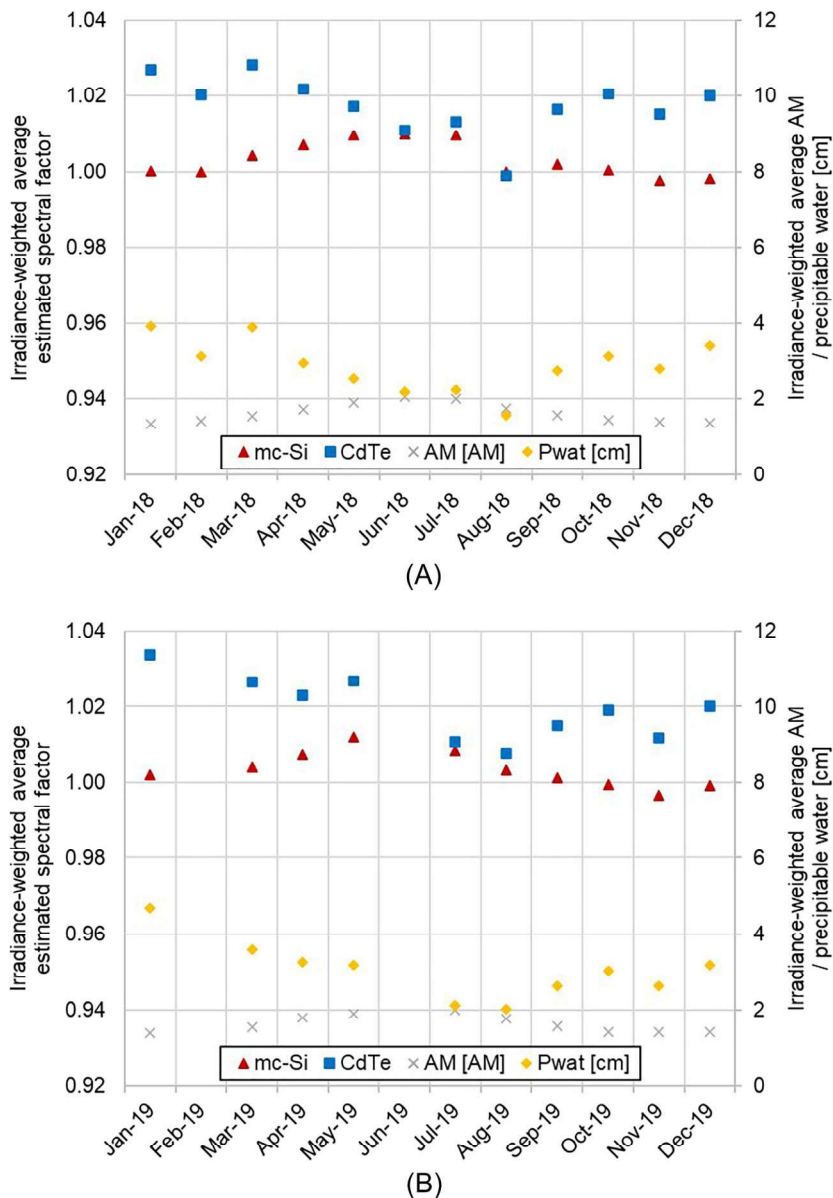 1.04
1.02
1.00
0.98
0.96
0.94
0.92
Irradiance-weighted average
estimated spectral factor
12
10
8
6
4
2
0
Irradiance-weighted average AM
/ precipitable water [cm]
mc-Si CdTe AM [AM] Pwat [cm]
Jan-18 Feb-18 Mar-18 Apr-18 May-18 Jun-18 Jul-18 Aug-18 Sep-18 Oct-18 Nov-18 Dec-18
(A)
1.04
1.02
1.00
0.98
0.96
0.94
0.92
Irradiance-weighted average
estimated spectral factor
12
10
8
6
4
2
0
Irradiance-weighted average AM
/ precipitable water [cm]
mc-Si CdTe AM [AM] Pwat [cm]
Jan-19 Feb-19 Mar-19 Apr-19 May-19 Jun-19 Jul-19 Aug-19 Sep-19 Oct-19 Nov-19 Dec-19
(B)